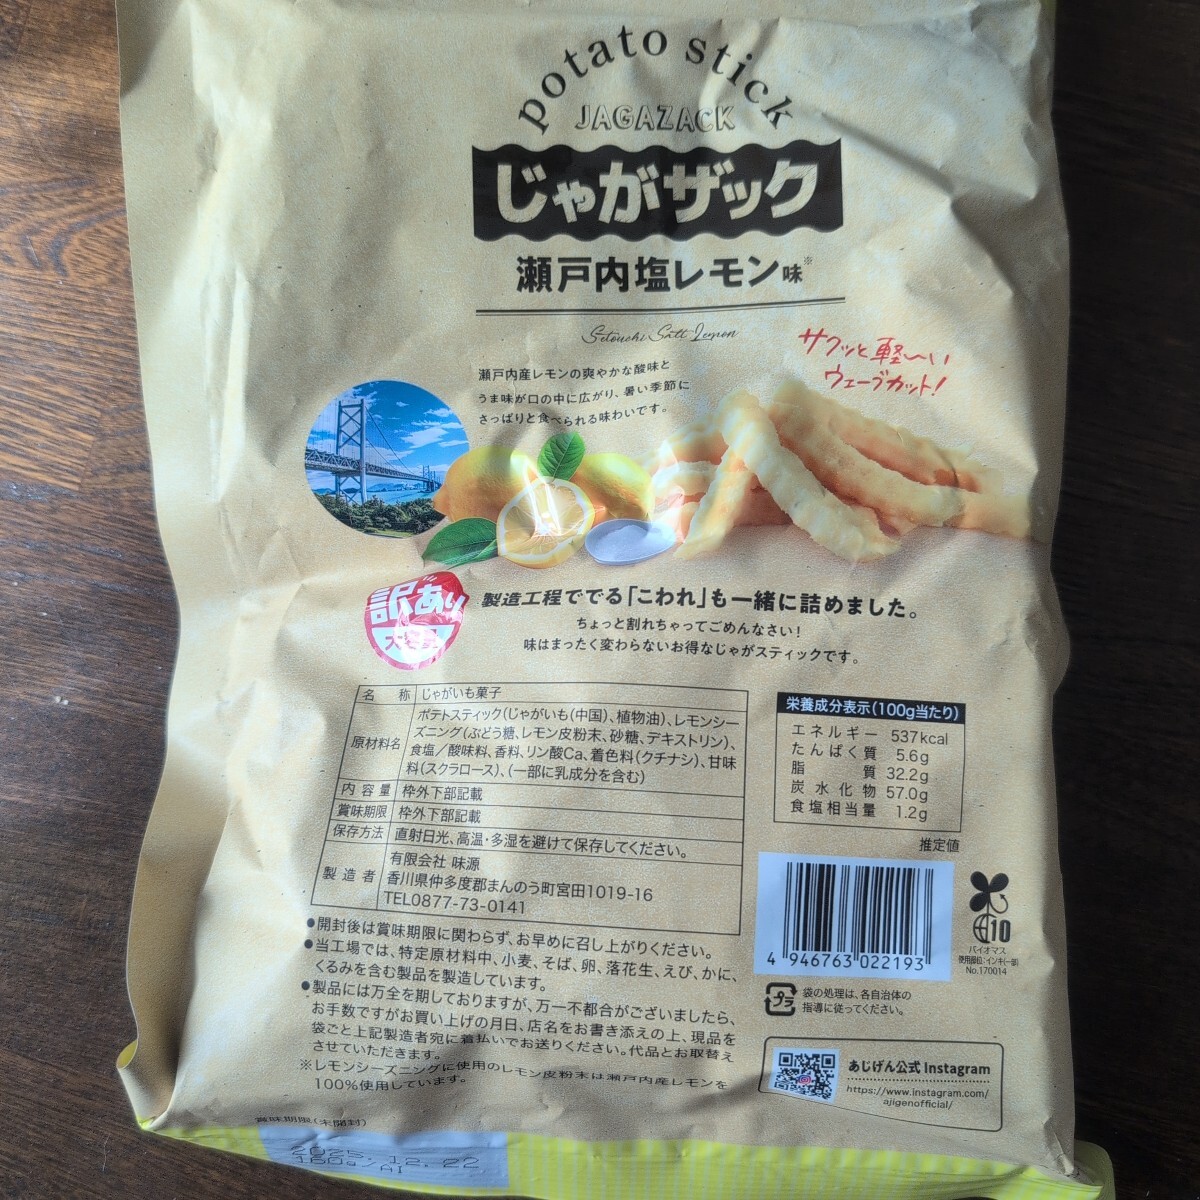 potato stick
JAGAZACK
じゃがザック
瀬戸内塩レモン味※
Setouchi Salt Lemon
サクッと軽〜い
ウェーブカット!
瀬戸内産レモンの爽やかな酸味と
うま味が口の中に広がり、暑い季節に
さっぱりと食べられる味わいです。
訳あり
製造工程ででる「こわれ」も一緒に詰めました。
ちょっと割れちゃってごめんなさい!
味はまったく変わらないお得なじゃがスティックです。
名称 じゃがいも菓子
原材料名 ポテトスティック(じゃがいも(中国)、植物油)、レモンシー
ズニング(ぶどう糖、レモン皮粉末、砂糖、デキストリン)、
食塩/酸味料、香料、リン酸Ca、着色料(クチナシ)、甘味
料(スクラロース)、(一部に乳成分を含む)
内容量 枠外下部記載
賞味期限 枠外下部記載
保存方法 直射日光、高温・多湿を避けて保存してください。
製造者 有限会社 味源
香川県仲多度郡まんのう町宮田1019-16
TEL0877-73-0141
栄養成分表示(100g当たり)
エネルギー 537kcal
たんぱく質 5.6g
脂質 32.2g
炭水化物 57.0g
食塩相当量 1.2g
推定値
●開封後は賞味期限に関わらず、お早めに召し上がりください。
●当工場では、特定原材料中、小麦、そば、卵、落花生、えび、かに、
くるみを含む製品を製造しています。
●製品には万全を期しておりますが、万一不都合がございましたら、
お手数ですがお買い上げの月日、店名をお書き添えの上、現品を
袋ごと上記製造者宛に着払いでお送りください。代品とお取替え
させていただきます。
※レモンシーズニングに使用のレモン皮粉末は瀬戸内産レモンを
100%使用しています。
4 946763 022193
10
バイオマス
使用部位:インキ(一部)
No.170014
プラ
袋の処理は、各自治体の
指導に従ってください。
あじげん公式 Instagram
https://www.instagram.com/
ajigenofficial/
賞味期限(未開封)
2025.12.22
160g/AI